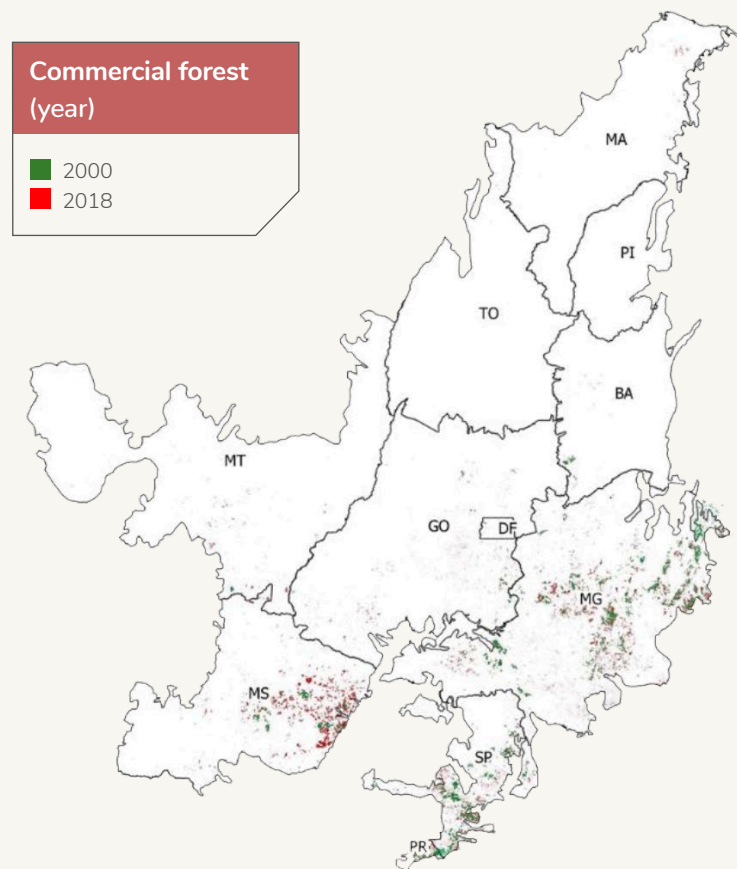 Commercial forest
(year)
2000
2018
MA
PI
TO
BA
MT
GO
DF
MG
MS
SP
PR